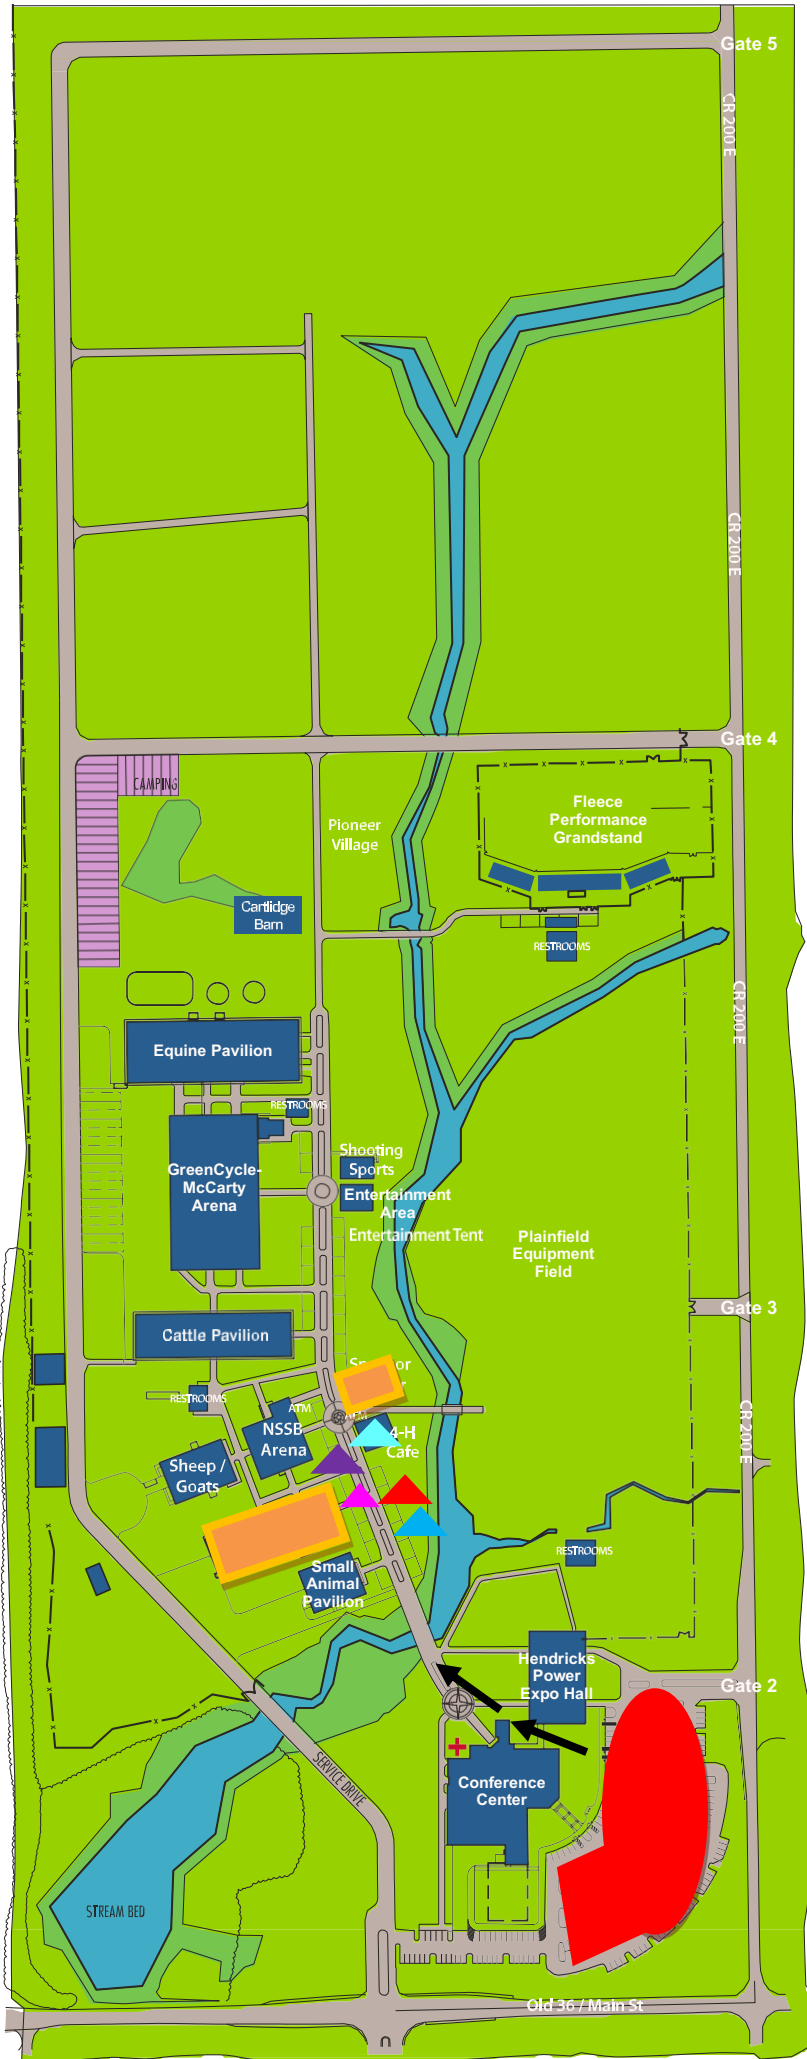 Gate 5
CR 200 E
CR 200 E
Gate 4
CAMPING
Fleece
Performance
Grandstand
Pioneer
Village
Cartlidge
Barn
RESTROOMS
CR 200 E
Equine Pavilion
RESTROOMS
Shooting
Sports
GreenCycle-
McCarty
Arena
Entertainment
Area
Entertainment Tent
Plainfield
Equipment
Field
Gate 3
Cattle Pavilion
RESTROOMS
ATM
NSSB
Arena
4-H
Cafe
CR 200 E
Sheep /
Goats
RESTROOMS
Small
Animal
Pavilion
Hendricks
Power
Expo Hall
Gate 2
SERVICE DRIVE
Conference
Center
STREAM BED
Old 36 / Main St